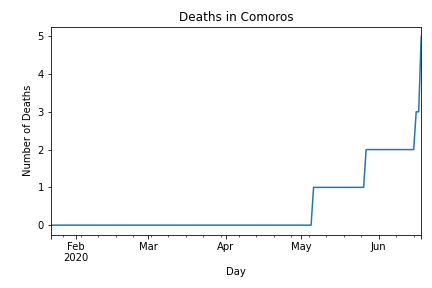 Deaths in Comoros
Number of Deaths
5
4
3
2
1
0
Feb
2020
Mar
Apr
May
Jun
Day